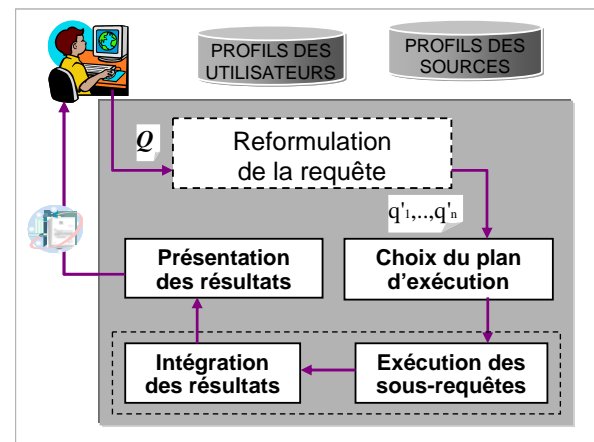 PROFILS DES
UTILISATEURS
PROFILS DES
SOURCES
Q
Reformulation
de la requête
q'1,..,q'n
Présentation
des résultats
Choix du plan
d'exécution
Intégration
des résultats
Exécution des
sous-requêtes